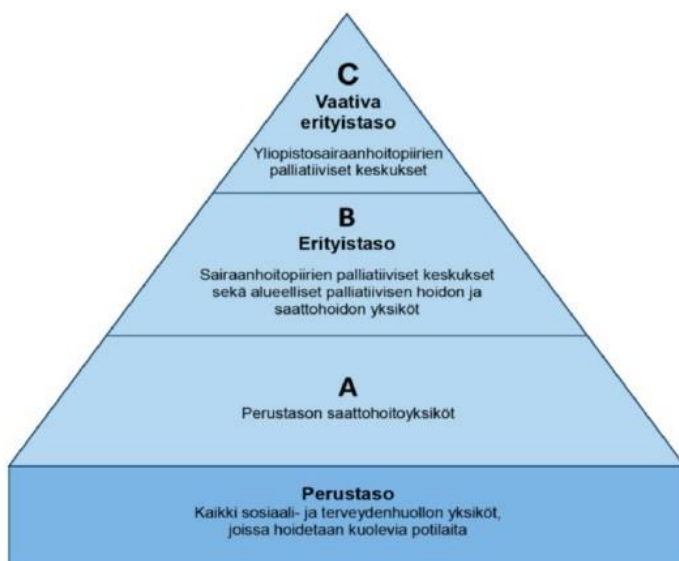 C
Vaativa
erityistaso
Yliopistosairaanhoitopiirien
palliatiiviset keskukset
B
Erityistaso
Sairaanhoitopiirien palliatiiviset keskukset
sekä alueelliset palliatiivisen hoidon ja
saattohoidon yksiköt
A
Perustason saattohoitoyksiköt
Perustaso
Kaikki sosiaali- ja terveydenhuollon yksiköt,
joissa hoidetaan kuolevia potilaita